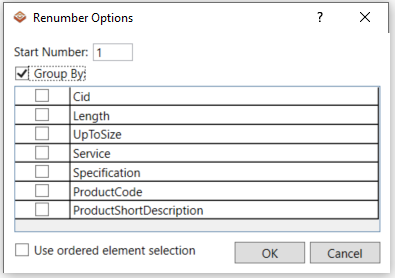 Renumber Options
?
Start Number: 1
Group By:
Cid
Length
UpToSize
Service
Specification
ProductCode
ProductShortDescription
Use ordered element selection
OK Cancel